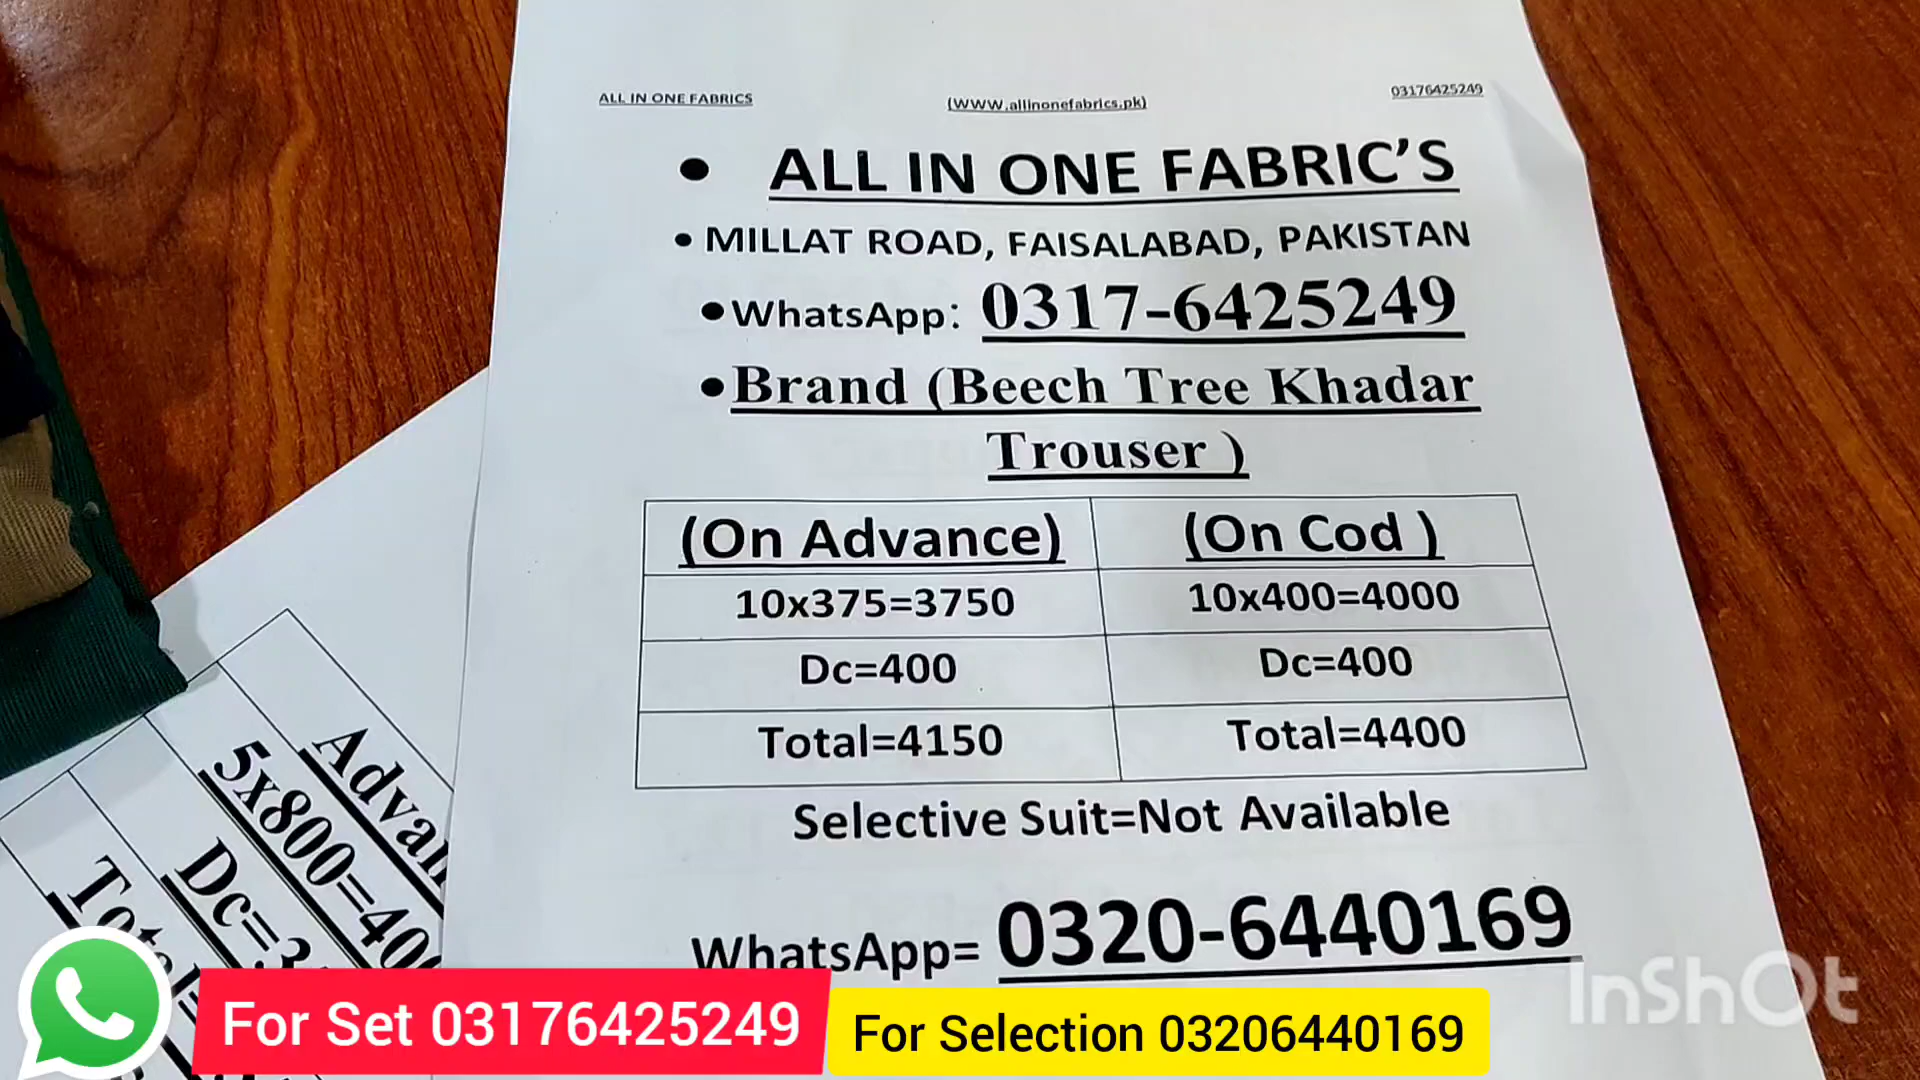 ALL IN ONE FABRICS
(WWW.allinonefabrics.pk)
03176425249
• ALL IN ONE FABRIC’S
• MILLAT ROAD, FAISALABAD, PAKISTAN
• WhatsApp: 0317-6425249
• Brand (Beech Tree Khadar
Trouser )
(On Advance)
(On Cod )
10x375=3750
10x400=4000
Dc=400
Dc=400
Total=4150
Total=4400
Selective Suit=Not Available
WhatsApp= 0320-6440169
5x800=
Dc=
For Set 03176425249
For Selection 03206440169
InShOt